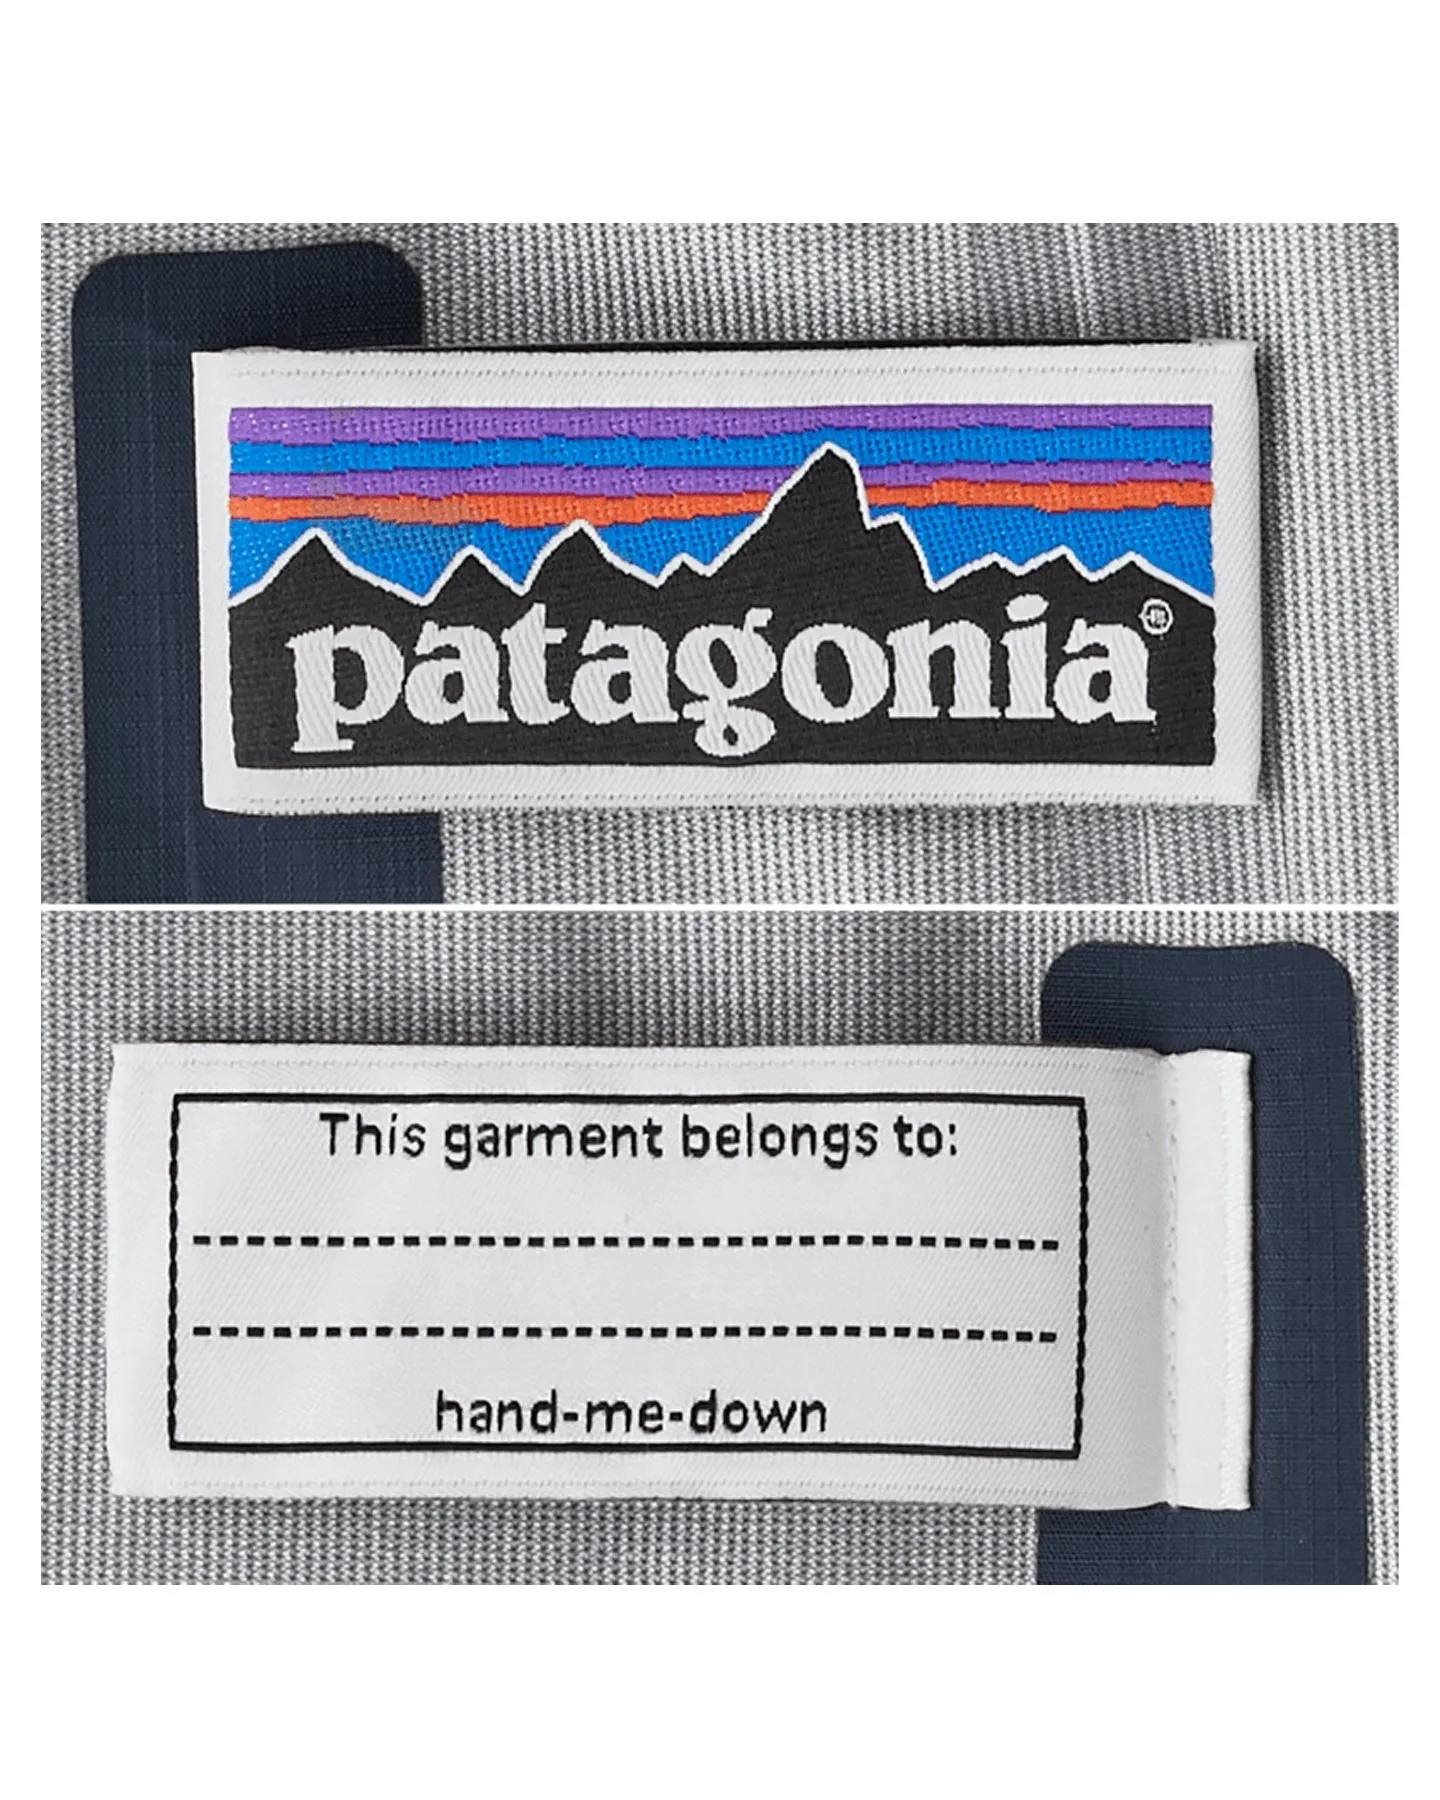 patagonia®
This garment belongs to:
hand-me-down